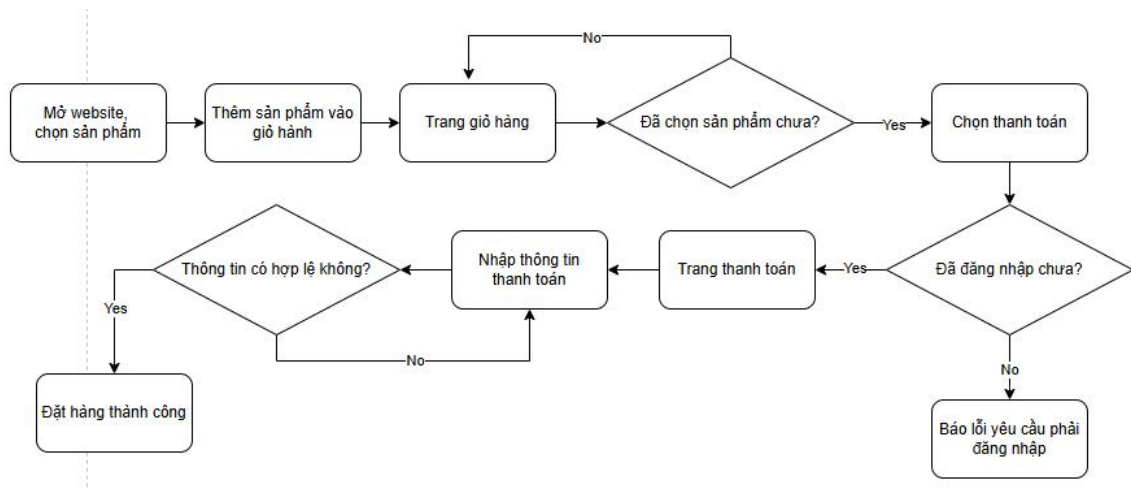 No
Mở website,
chọn sản phẩm
Thêm sản phẩm vào
giỏ hành
Trang giỏ hàng
Đã chọn sản phẩm chưa?
Yes
Chọn thanh toán
Thông tin có hợp lệ không?
Nhập thông tin
thanh toán
Trang thanh toán
Yes
Đã đăng nhập chưa?
Yes
No
No
Đặt hàng thành công
Báo lỗi yêu cầu phải
đăng nhập